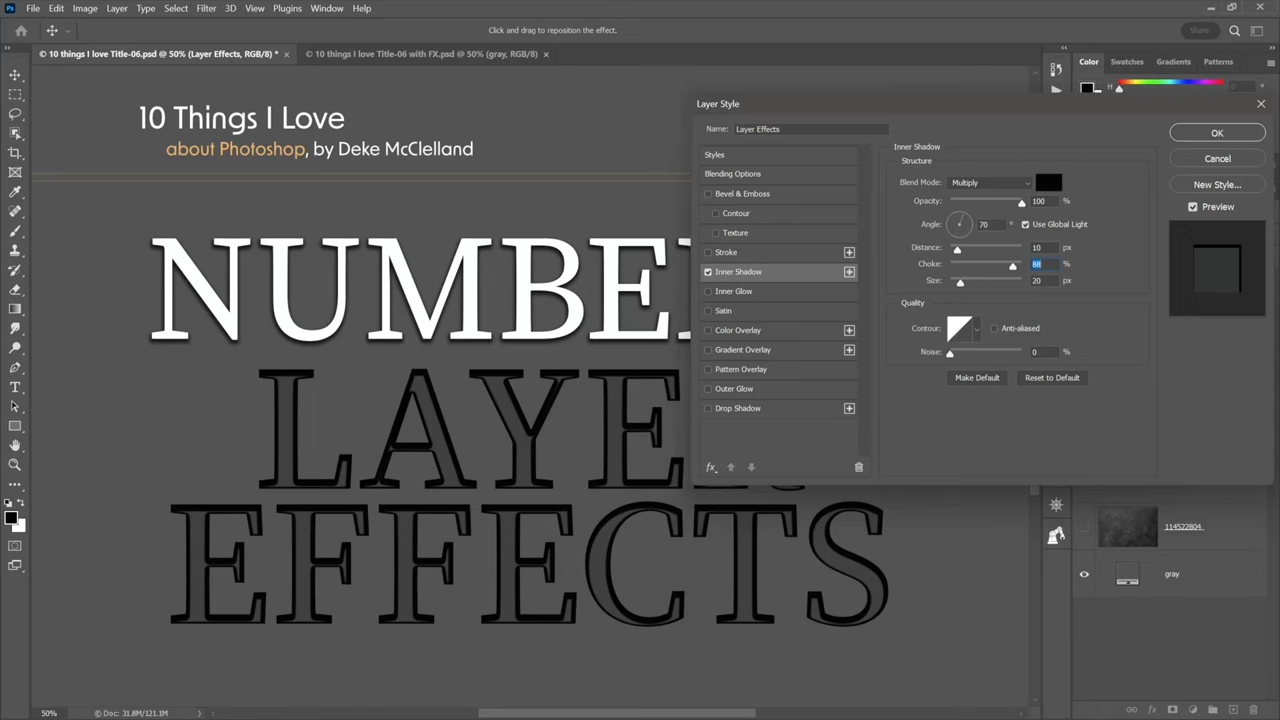 Ps File Edit Image Layer Type Select Filter 3D View Plugins Window Help
Click and drag to reposition the effect.
Share
© 10 things I love Title-06.psd @ 50% (Layer Effects, RGB/8) *
© 10 things I love Title-06 with FX.psd @ 50% (gray, RGB/8)
Color Swatches Gradients Patterns
H
10 Things I Love
about Photoshop, by Deke McClelland
NUMBE
LAYE
EFFECTS
Layer Style
Name: Layer Effects
Styles
Blending Options
Bevel & Emboss
Contour
Texture
Stroke
Inner Shadow
Inner Glow
Satin
Color Overlay
Gradient Overlay
Pattern Overlay
Outer Glow
Drop Shadow
fx
Inner Shadow
Structure
Blend Mode: Multiply
Opacity: 100 %
Angle: 70 ° Use Global Light
Distance: 10 px
Choke: 88 %
Size: 20 px
Quality
Contour: Anti-aliased
Noise: 0 %
Make Default Reset to Default
OK
Cancel
New Style...
Preview
114522804
gray
50% © Doc: 31.8M/121.1M
fx